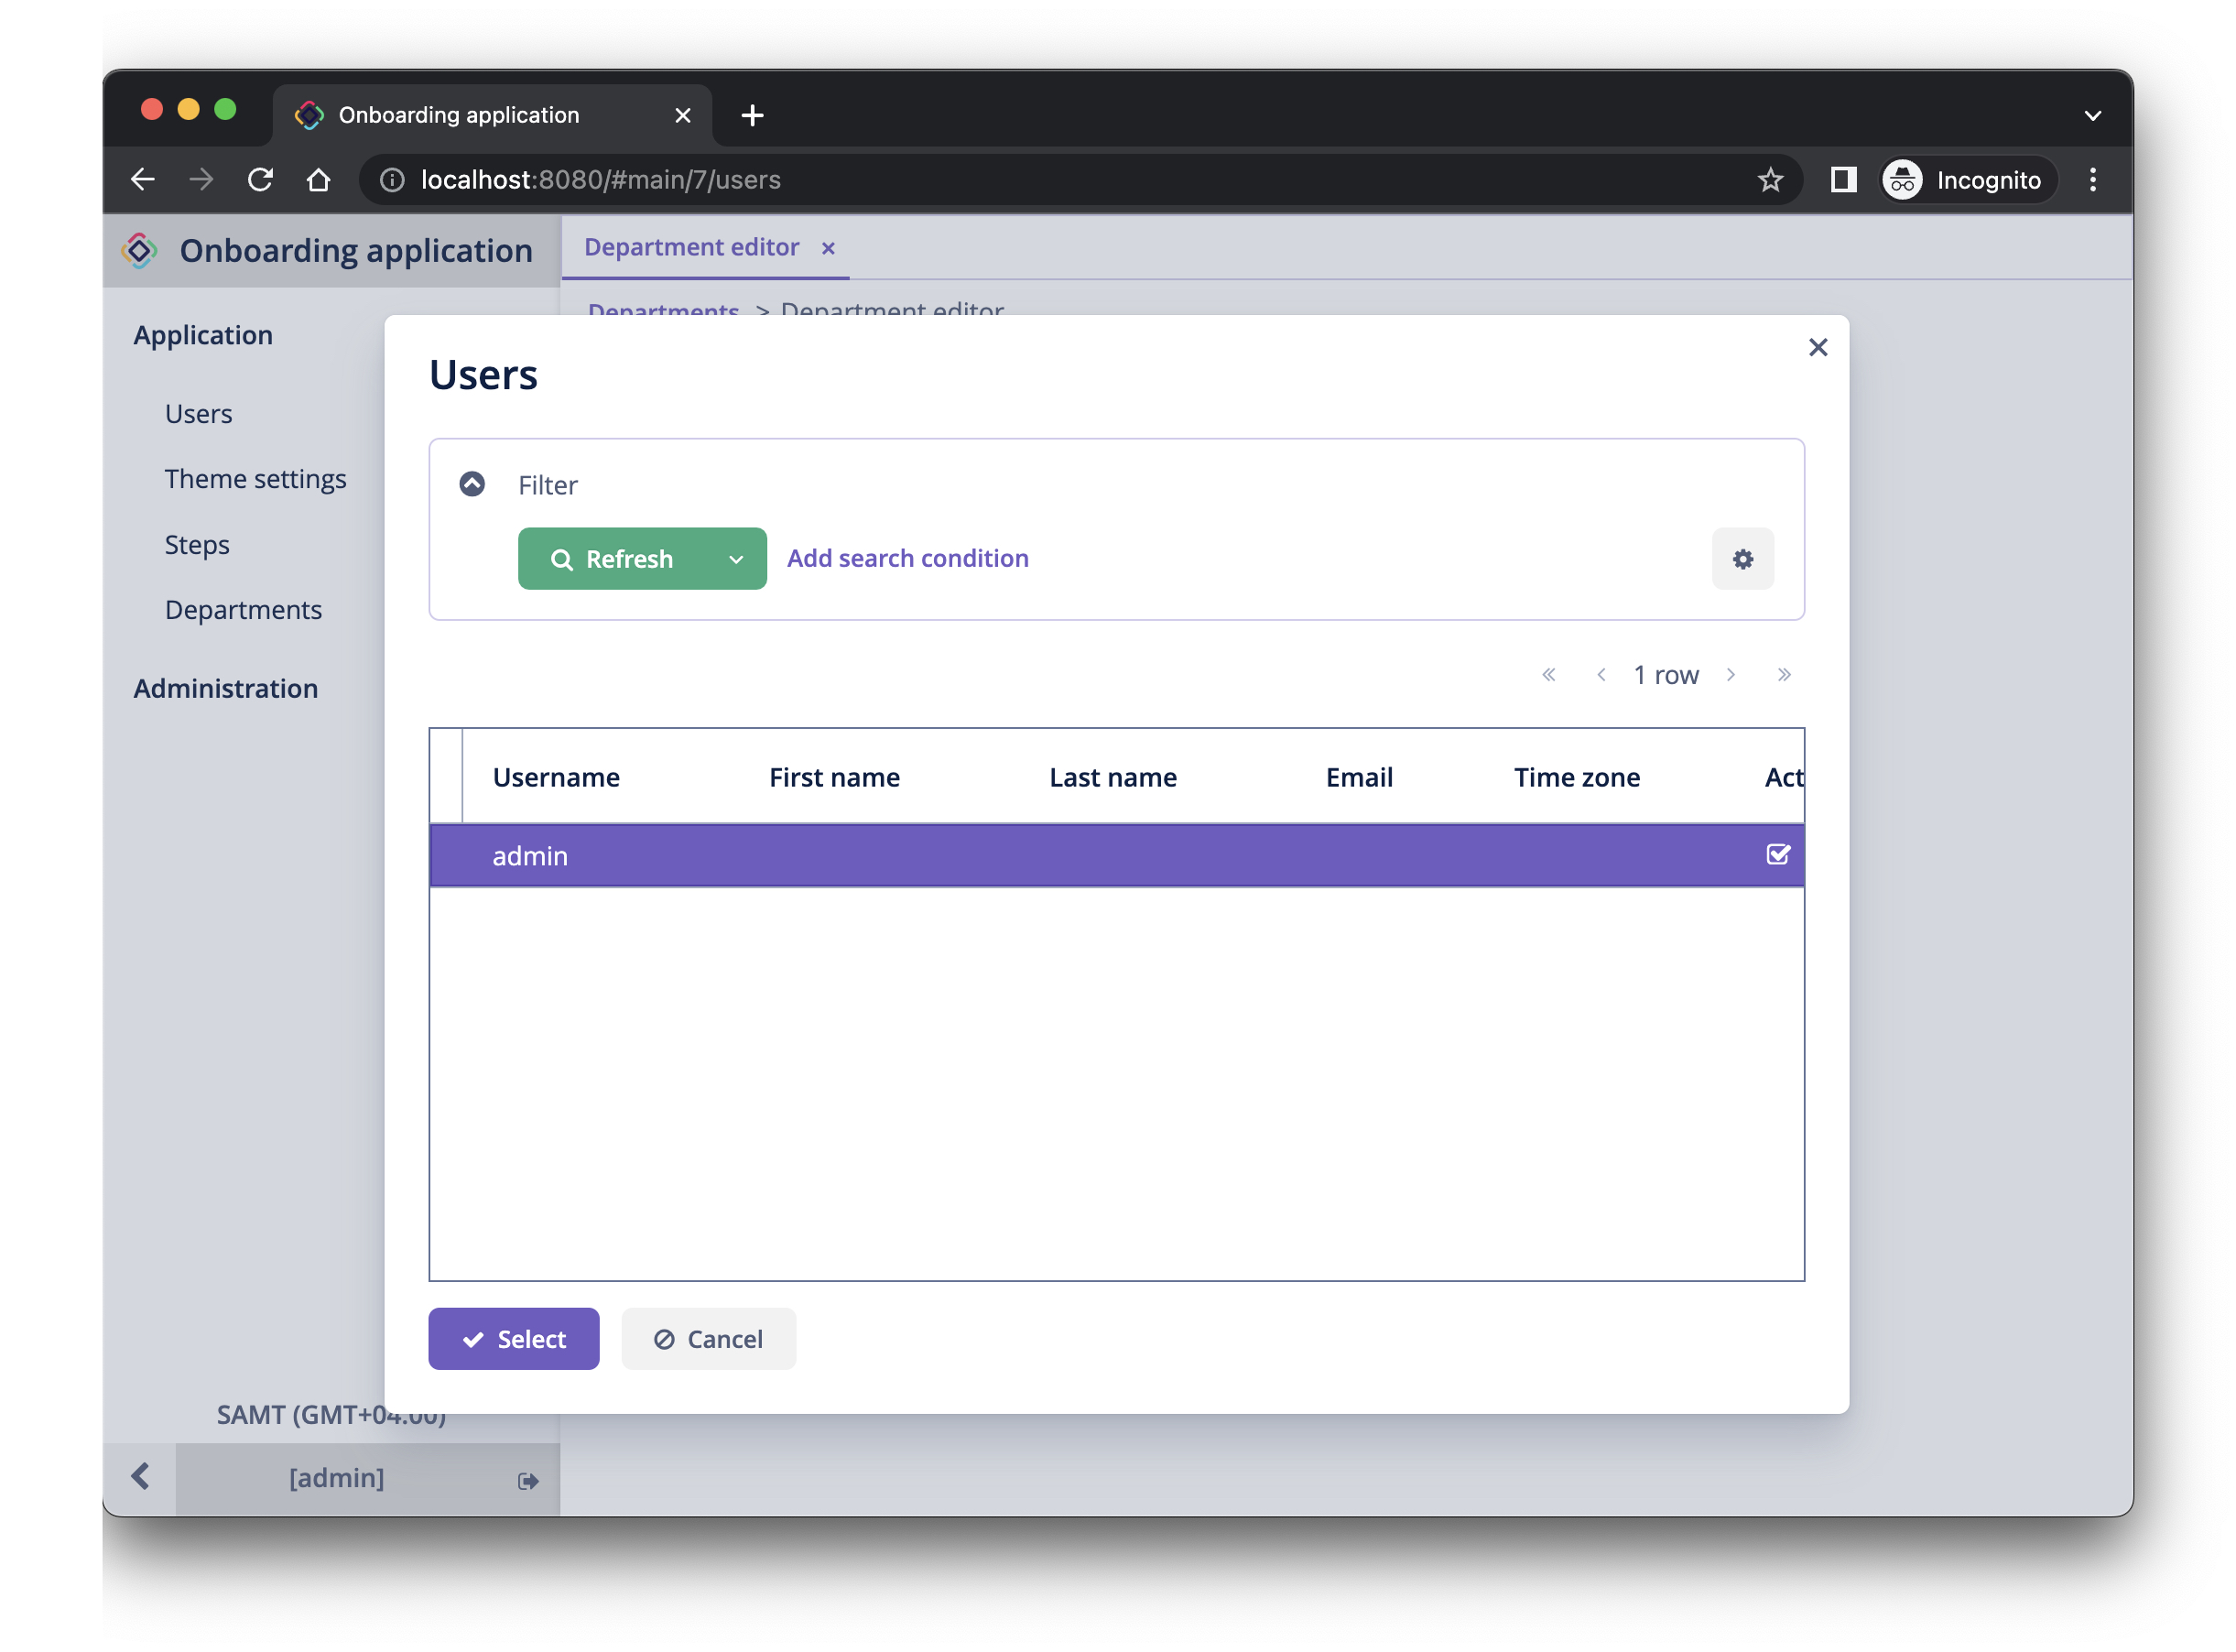 Onboarding application
localhost:8080/#main/7/users
Incognito
Onboarding application
Department editor
Departments > Department editor
Application
Users
Theme settings
Steps
Departments
Administration
Users
Filter
Refresh
Add search condition
1 row
Username First name Last name Email Time zone Act
admin
Select
Cancel
SAMT (GMT+04:00)
[admin]